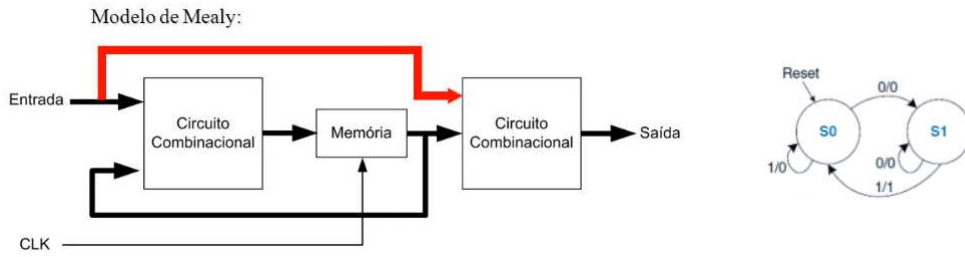 Modelo de Mealy:
Entrada
Circuito
Combinacional
Memória
Circuito
Combinacional
Saída
CLK
Reset
0/0
S0
S1
1/0
0/0
1/1